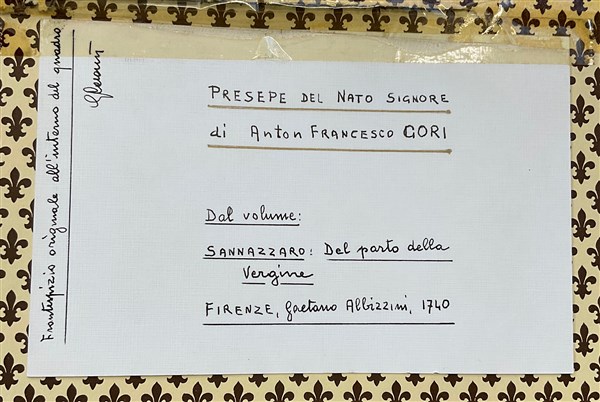 PRESEPE DEL NATO SIGNORE
di Anton FRANCESCO GORI
Dal volume:
SANNAZZARO: Del parto della
Vergine
FIRENZE, Gaetano Albizzini, 1740
Frontespizio originale all'interno del quadro